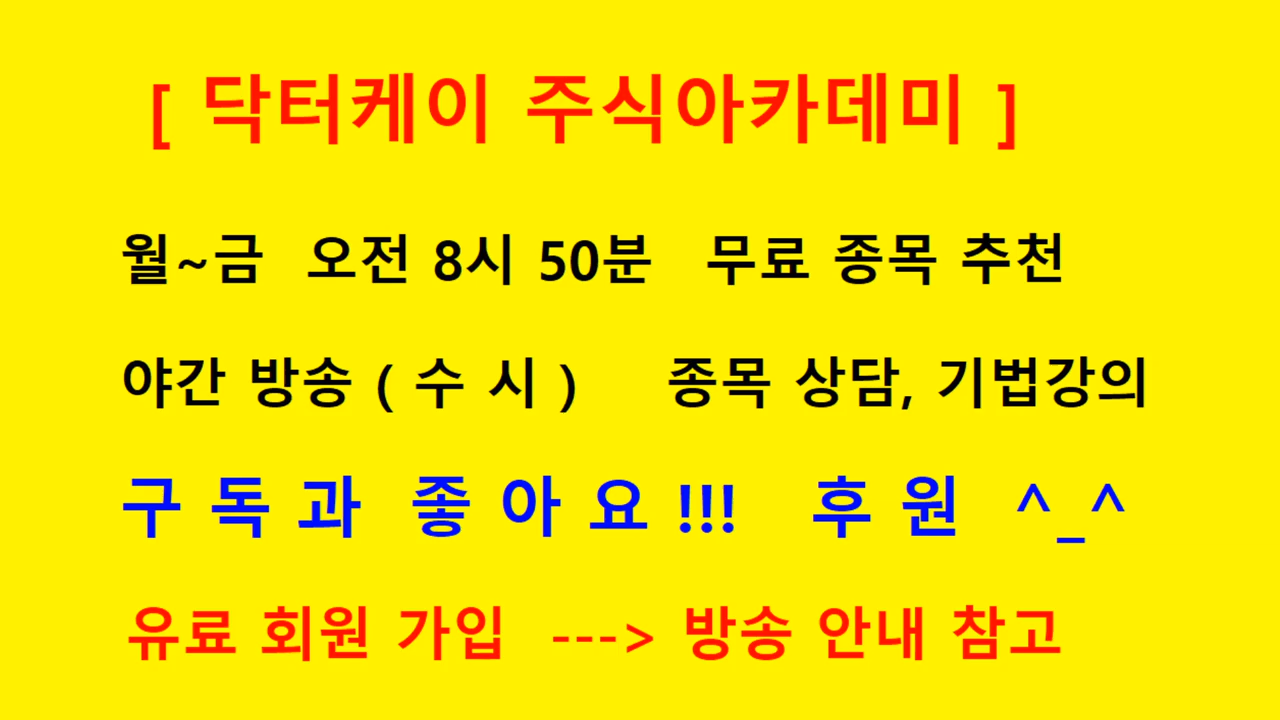 [ 닥터케이 주식아카데미 ]
월~금 오전 8시 50분 무료 종목 추천
야간 방송 ( 수 시 ) 종목 상담, 기법강의
구 독 과 좋 아 요 !!! 후 원 ^_^
유료 회원 가입 ---> 방송 안내 참고